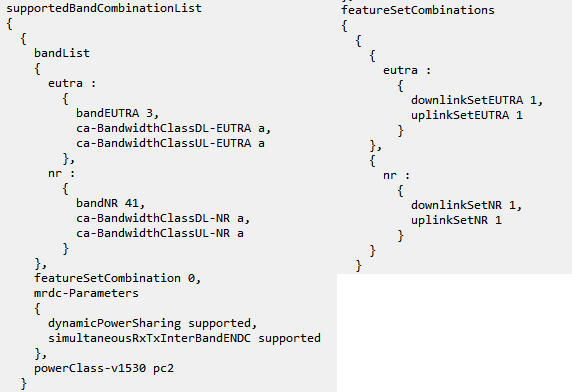 supportedBandCombinationList
{
{
bandList
{
eutra :
{
bandEUTRA 3,
ca-BandwidthClassDL-EUTRA a,
ca-BandwidthClassUL-EUTRA a
},
nr :
{
bandNR 41,
ca-BandwidthClassDL-NR a,
ca-BandwidthClassUL-NR a
}
},
featureSetCombination 0,
mrdc-Parameters
{
dynamicPowerSharing supported,
simultaneousRxTxInterBandENDC supported
},
powerClass-v1530 pc2
}
featureSetCombinations
{
{
{
eutra :
{
downlinkSetEUTRA 1,
uplinkSetEUTRA 1
}
},
{
nr :
{
downlinkSetNR 1,
uplinkSetNR 1
}
}
}